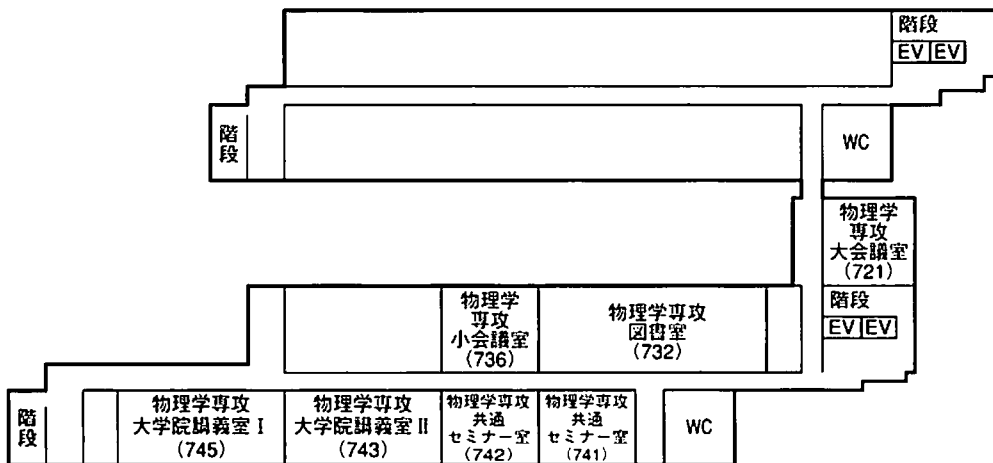 階段
EV EV
階段
WC
物理学
専攻
大会議室
(721)
階段
EV EV
物理学
専攻
小会議室
(736)
物理学専攻
図書室
(732)
階段
物理学専攻
大学院講義室 I
(745)
物理学専攻
大学院講義室 II
(743)
物理学専攻
共通
セミナー室
(742)
物理学専攻
共通
セミナー室
(741)
WC